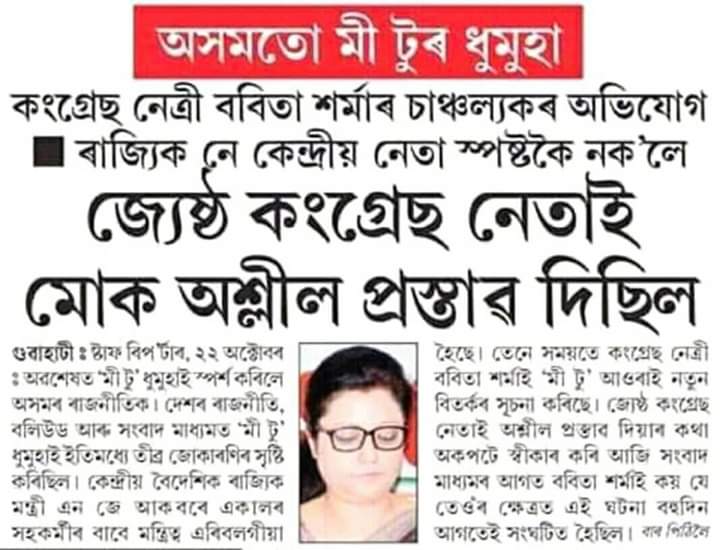 অসমতো মী টুৰ ধুমুহা
কংগ্ৰেছ নেত্ৰী ববিতা শৰ্মাৰ চাঞ্চল্যকৰ অভিযোগ
■ ৰাজ্যিক নে কেন্দ্ৰীয় নেতা স্পষ্টকৈ নক'লে
জ্যেষ্ঠ কংগ্ৰেছ নেতাই
মোক অশ্লীল প্ৰস্তাৱ দিছিল
গুৱাহাটী ঃ ষ্টাফ ৰিপ'ৰ্টাৰ, ২২ অক্টোবৰ
ঃ অৱশেষত 'মী টু' ধুমুহাই স্পৰ্শ কৰিলে
অসমৰ ৰাজনীতিক। দেশৰ ৰাজনীতি,
বলিউড আৰু সংবাদ মাধ্যমত 'মী টু'
ধুমুহাই ইতিমধ্যে তীব্ৰ জোকাৰণিৰ সৃষ্টি
কৰিছিল। কেন্দ্ৰীয় বৈদেশিক ৰাজ্যিক
মন্ত্ৰী এন জে আকবৰে একালৰ
সহকৰ্মীৰ বাবে মন্ত্ৰিত্ব এৰিবলগীয়া
হৈছে। তেনে সময়তে কংগ্ৰেছ নেত্ৰী
ববিতা শৰ্মাই 'মী টু' আওৰাই নতুন
বিতৰ্কৰ সূচনা কৰিছে। জ্যেষ্ঠ কংগ্ৰেছ
নেতাই অশ্লীল প্ৰস্তাব দিয়াৰ কথা
অকপটে স্বীকাৰ কৰি আজি সংবাদ
মাধ্যমৰ আগত ববিতা শৰ্মাই কয় যে
তেওঁৰ ক্ষেত্ৰত এই ঘটনা বহুদিন
আগতেই সংঘটিত হৈছিল। বাৰ পিঠিলৈ